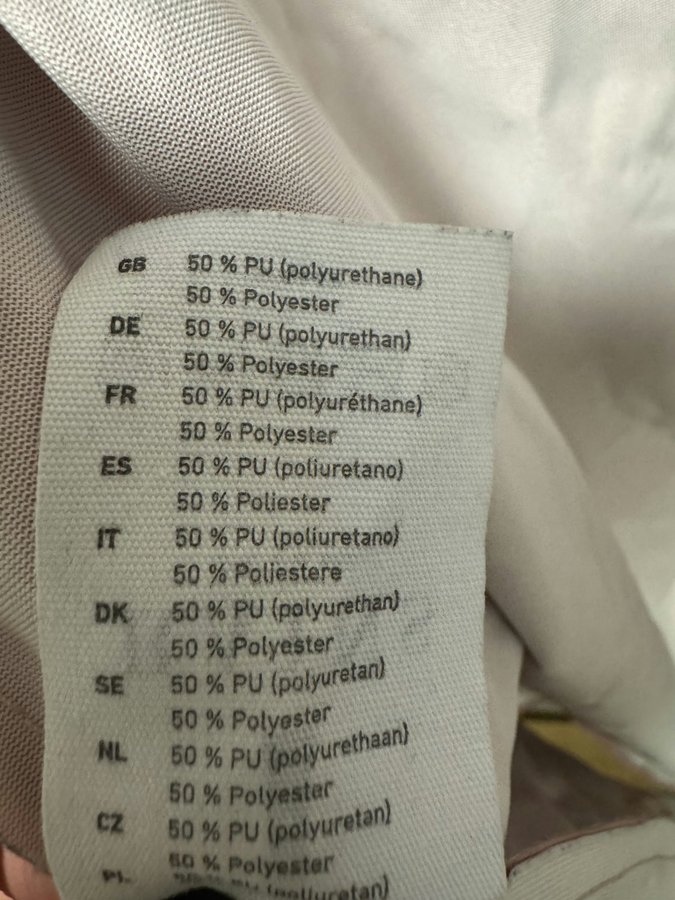 GB 50 % PU (polyurethane)
50 % Polyester
DE 50 % PU (polyurethan)
50 % Polyester
FR 50 % PU (polyuréthane)
50 % Polyester
ES 50 % PU (poliuretano)
50 % Poliester
IT 50 % PU (poliuretano)
50 % Poliestere
DK 50 % PU (polyurethan)
50 % Polyester
SE 50 % PU (polyuretan)
50 % Polyester
NL 50 % PU (polyurethaan)
50 % Polyester
CZ 50 % PU (polyuretan)
50 % Polyester